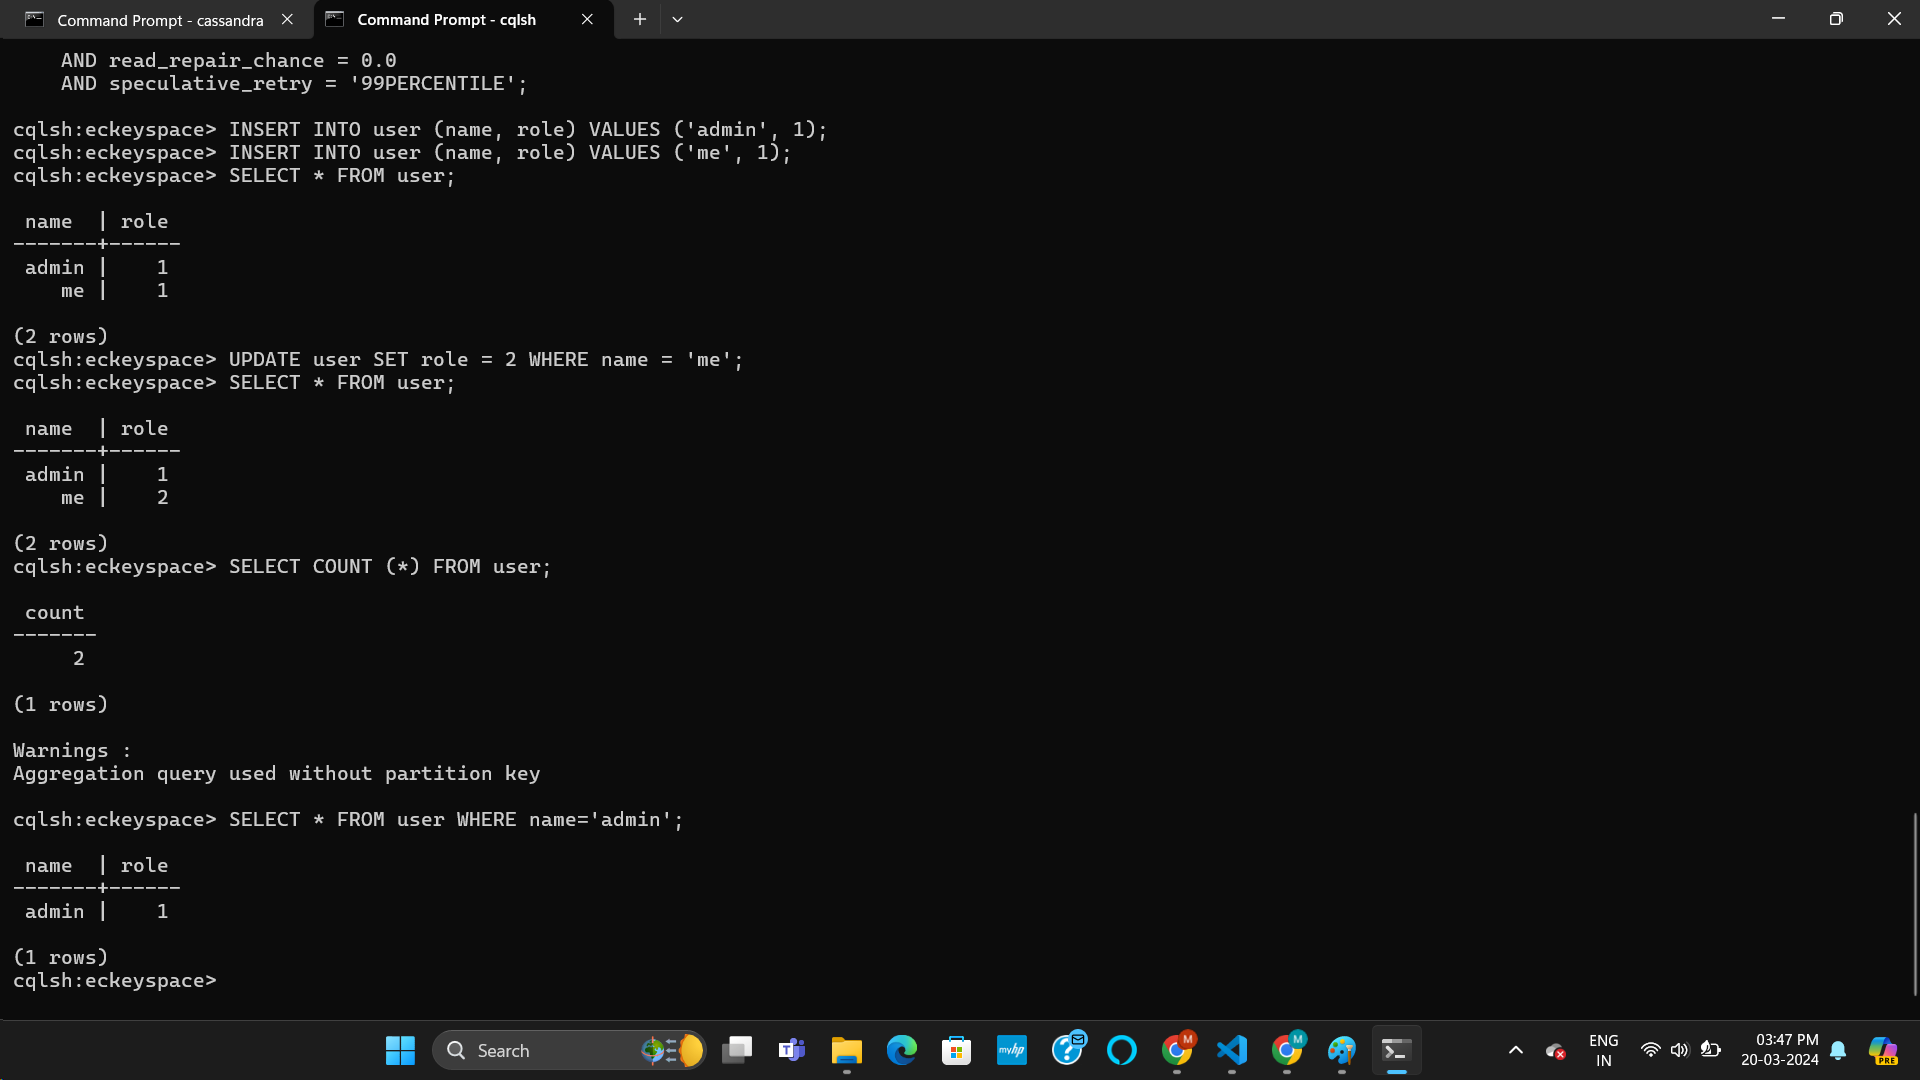 Command Prompt - cassandra
Command Prompt - cqlsh
    AND read_repair_chance = 0.0
    AND speculative_retry = '99PERCENTILE';
cqlsh:eckeyspace> INSERT INTO user (name, role) VALUES ('admin', 1);
cqlsh:eckeyspace> INSERT INTO user (name, role) VALUES ('me', 1);
cqlsh:eckeyspace> SELECT * FROM user;
 name  | role
-------+------
 admin |    1
    me |    1
(2 rows)
cqlsh:eckeyspace> UPDATE user SET role = 2 WHERE name = 'me';
cqlsh:eckeyspace> SELECT * FROM user;
 name  | role
-------+------
 admin |    1
    me |    2
(2 rows)
cqlsh:eckeyspace> SELECT COUNT (*) FROM user;
 count
-------
     2
(1 rows)
Warnings :
Aggregation query used without partition key
cqlsh:eckeyspace> SELECT * FROM user WHERE name='admin';
 name  | role
-------+------
 admin |    1
(1 rows)
cqlsh:eckeyspace>
Search
myhp
M
M
ENG
IN
03:47 PM
20-03-2024
PRE